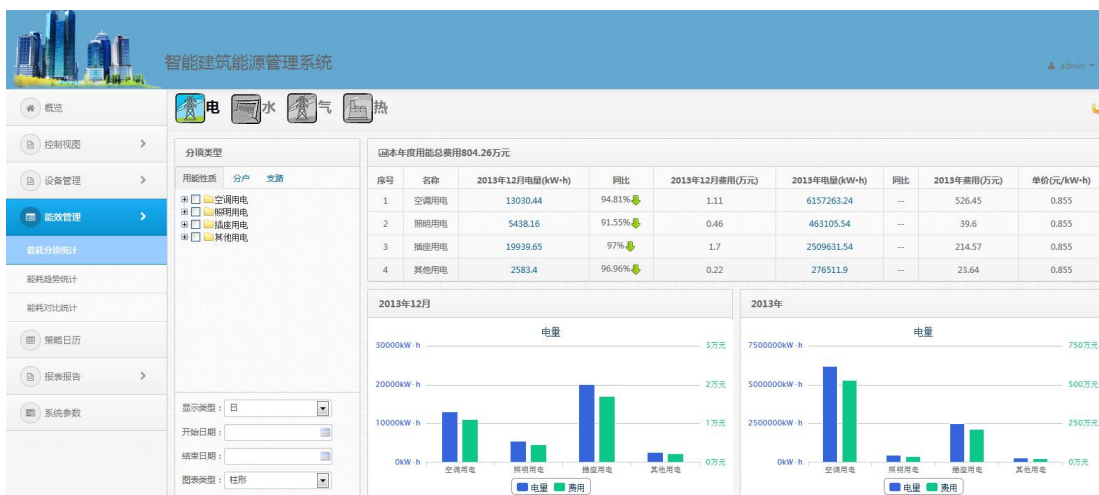 智能建筑能源管理系统
admin
概览
控制视图
设备管理
能效管理
能耗分项统计
能耗趋势统计
能耗对比统计
策略日历
报表报告
系统参数
电 水 气 热
分项类型
用能性质 分户 支路
空调用电
照明用电
插座用电
其他用电
显示类型：日
开始日期：
结束日期：
图表类型：柱形
本年度用能总费用804.26万元
序号 名称 2013年12月电量(kW·h) 同比 2013年12月费用(万元) 2013年电量(kW·h) 同比 2013年费用(万元) 单价(元/kW·h)
1 空调用电 13030.44 94.81% 1.11 6157263.24 -- 526.45 0.855
2 照明用电 5438.16 91.55% 0.46 463105.54 -- 39.6 0.855
3 插座用电 19939.65 97% 1.7 2509631.54 -- 214.57 0.855
4 其他用电 2583.4 96.96% 0.22 276511.9 -- 23.64 0.855
2013年12月
电量
30000kW·h 3万元
20000kW·h 2万元
10000kW·h 1万元
0kW·h 0万元
空调用电 照明用电 插座用电 其他用电
电量 费用
2013年
电量
7500000kW·h 750万元
5000000kW·h 500万元
2500000kW·h 250万元
0kW·h 0万元
空调用电 照明用电 插座用电 其他用电
电量 费用